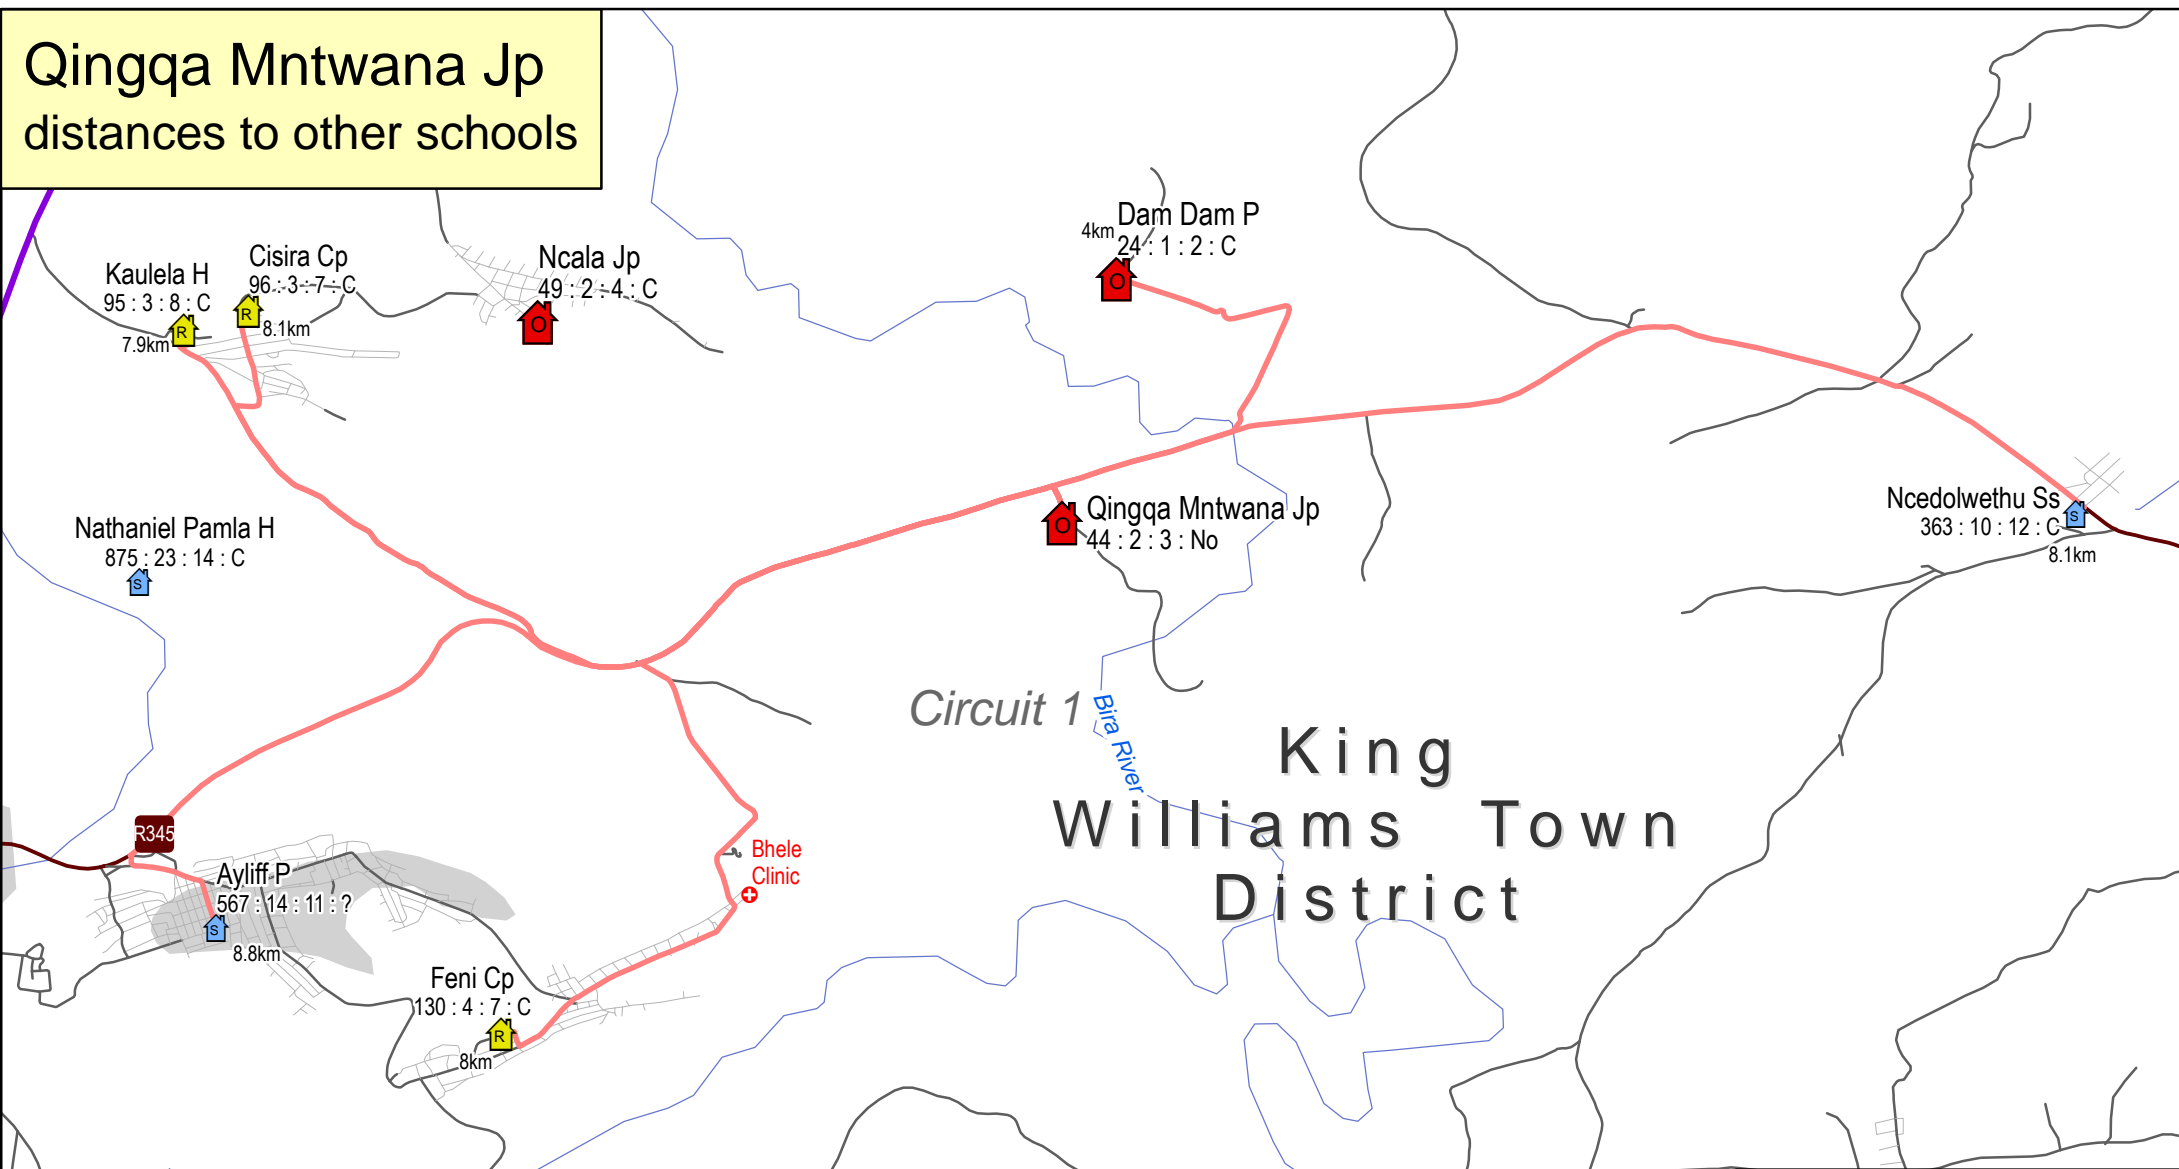 Qingqa Mntwana Jp
distances to other schools
Dam Dam P
4km
24 : 1 : 2 : C
O
Kaulela H
95 : 3 : 8 : C
R
7.9km
Cisira Cp
96 : 3 : 7 : C
R
8.1km
Ncala Jp
49 : 2 : 4 : C
O
Qingqa Mntwana Jp
44 : 2 : 3 : No
O
Ncedolwethu Ss
363 : 10 : 12 : C
S
8.1km
Nathaniel Pamla H
875 : 23 : 14 : C
S
Circuit 1
Bira River
King
Williams Town
District
R345
Bhele
Clinic
Ayliff P
567 : 14 : 11 : ?
S
8.8km
Feni Cp
130 : 4 : 7 : C
R
8km